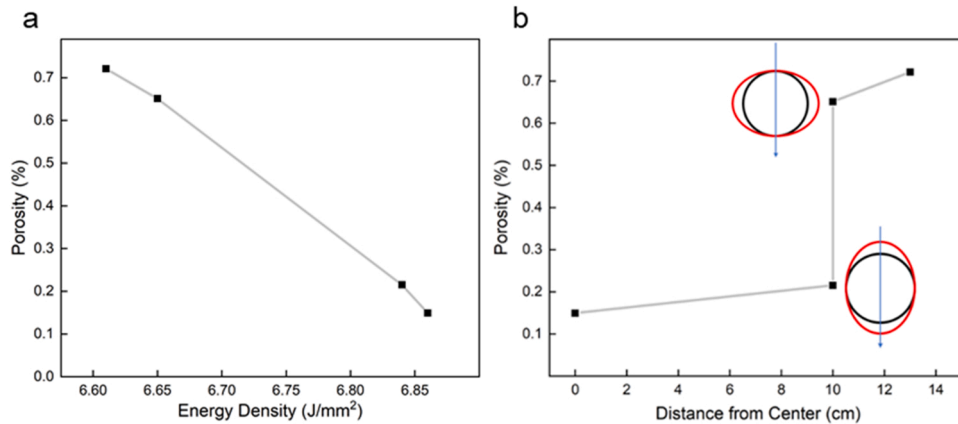 a
0.7
0.6
0.5
0.4
0.3
0.2
0.1
0.0
Porosity (%)
6.60 6.65 6.70 6.75 6.80 6.85
Energy Density (J/mm²)
b
0.7
0.6
0.5
0.4
0.3
0.2
0.1
Porosity (%)
0 2 4 6 8 10 12 14
Distance from Center (cm)